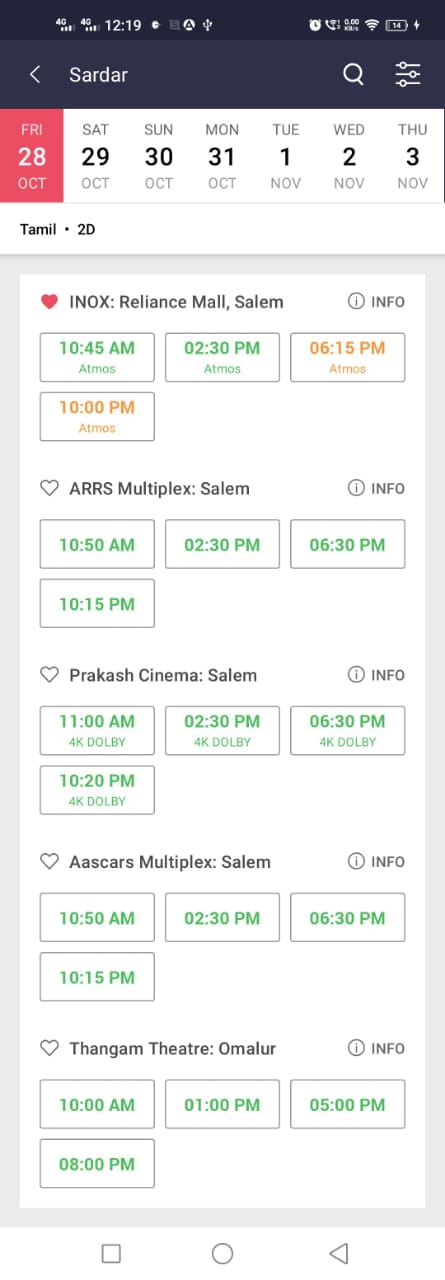 4G 4G 12:19 0.00 KB/s 14
Sardar
FRI SAT SUN MON TUE WED THU
28 29 30 31 1 2 3
OCT OCT OCT OCT NOV NOV NOV
Tamil • 2D
INOX: Reliance Mall, Salem INFO
10:45 AM 02:30 PM 06:15 PM
Atmos Atmos Atmos
10:00 PM
Atmos
ARRS Multiplex: Salem INFO
10:50 AM 02:30 PM 06:30 PM
10:15 PM
Prakash Cinema: Salem INFO
11:00 AM 02:30 PM 06:30 PM
4K DOLBY 4K DOLBY 4K DOLBY
10:20 PM
4K DOLBY
Aascars Multiplex: Salem INFO
10:50 AM 02:30 PM 06:30 PM
10:15 PM
Thangam Theatre: Omalur INFO
10:00 AM 01:00 PM 05:00 PM
08:00 PM